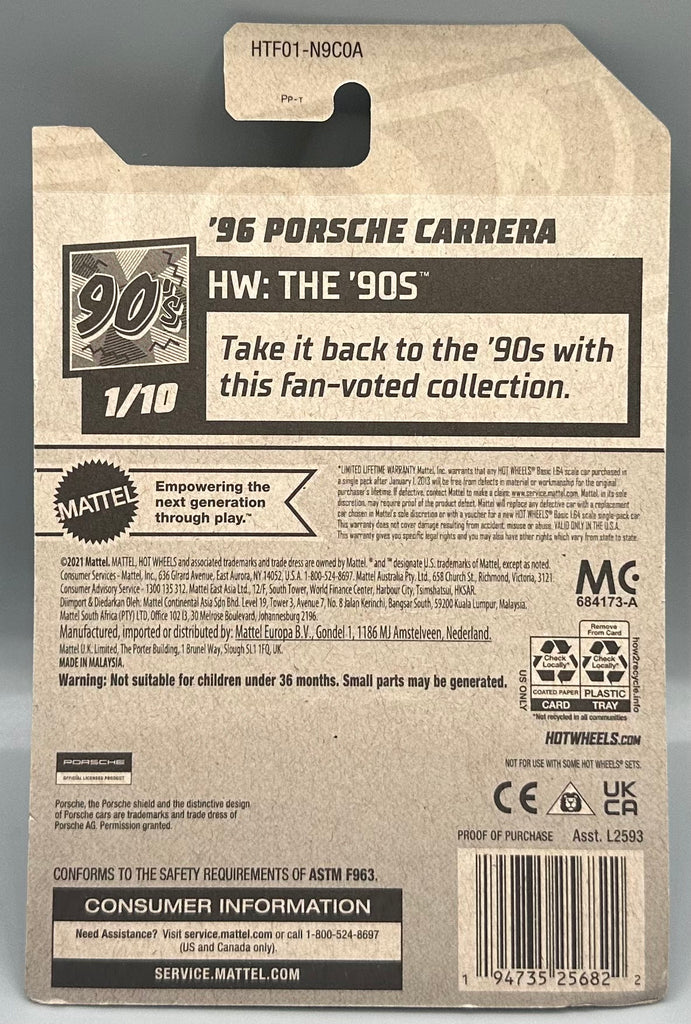 HTF01-N9C0A
PP-T
'96 PORSCHE CARRERA
90's
HW: THE '90S™
Take it back to the '90s with
this fan-voted collection.
1/10
MATTEL
Empowering the
next generation
through play.™
*LIMITED LIFETIME WARRANTY. Mattel, Inc. warrants that any HOT WHEELS® Basic 1:64 scale car purchased in
a single pack after January 1, 2013 will be free from defects in material or workmanship for the original
purchaser's lifetime. If defective, contact Mattel to make a claim: www.service.mattel.com. Mattel, in its sole
discretion, may require proof of the product defect. Mattel will replace any defective car with a replacement
car chosen in Mattel's sole discretion or with a voucher for a new HOT WHEELS® Basic 1:64 scale single-pack car.
This warranty does not cover damage resulting from accident, misuse or abuse. VALID ONLY IN THE U.S.A.
This warranty gives you specific legal rights and you may also have other rights which vary from state to state.
©2021 Mattel. MATTEL, HOT WHEELS and associated trademarks and trade dress are owned by Mattel. ® and ™ designate U.S. trademarks of Mattel, except as noted.
Consumer Services - Mattel, Inc., 636 Girard Avenue, East Aurora, NY 14052, U.S.A. 1-800-524-8697. Mattel Australia Pty. Ltd., 658 Church St., Richmond, Victoria, 3121.
Consumer Advisory Service - 1300 135 312. Mattel East Asia Ltd., 12/F, South Tower, World Finance Center, Harbour City, Tsimshatsui, HKSAR.
Diimport & Diedarkan Oleh: Mattel Continental Asia Sdn Bhd. Level 19, Tower 3, Avenue 7, No. 8 Jalan Kerinchi, Bangsar South, 59200 Kuala Lumpur, Malaysia.
Mattel South Africa (PTY) LTD, Office 102 I3, 30 Melrose Boulevard, Johannesburg 2196.
Manufactured, imported or distributed by: Mattel Europa B.V., Gondel 1, 1186 MJ Amstelveen, Nederland.
Mattel U.K. Limited, The Porter Building, 1 Brunel Way, Slough SL1 1FQ, UK.
MADE IN MALAYSIA.
Warning: Not suitable for children under 36 months. Small parts may be generated.
MC
684173-A
Remove
From Card
Check
Locally*
Check
Locally*
COATED PAPER
PLASTIC
CARD
TRAY
US ONLY
how2recycle.info
*Not recycled in all communities
HOTWHEELS.COM
NOT FOR USE WITH SOME HOT WHEELS® SETS.
CE
UK
CA
PORSCHE
OFFICIAL LICENSED PRODUCT
Porsche, the Porsche shield and the distinctive design
of Porsche cars are trademarks and trade dress of
Porsche AG. Permission granted.
PROOF OF PURCHASE Asst. L2593
CONFORMS TO THE SAFETY REQUIREMENTS OF ASTM F963.
CONSUMER INFORMATION
Need Assistance? Visit service.mattel.com or call 1-800-524-8697
(US and Canada only).
SERVICE.MATTEL.COM
1 94735 25682 2